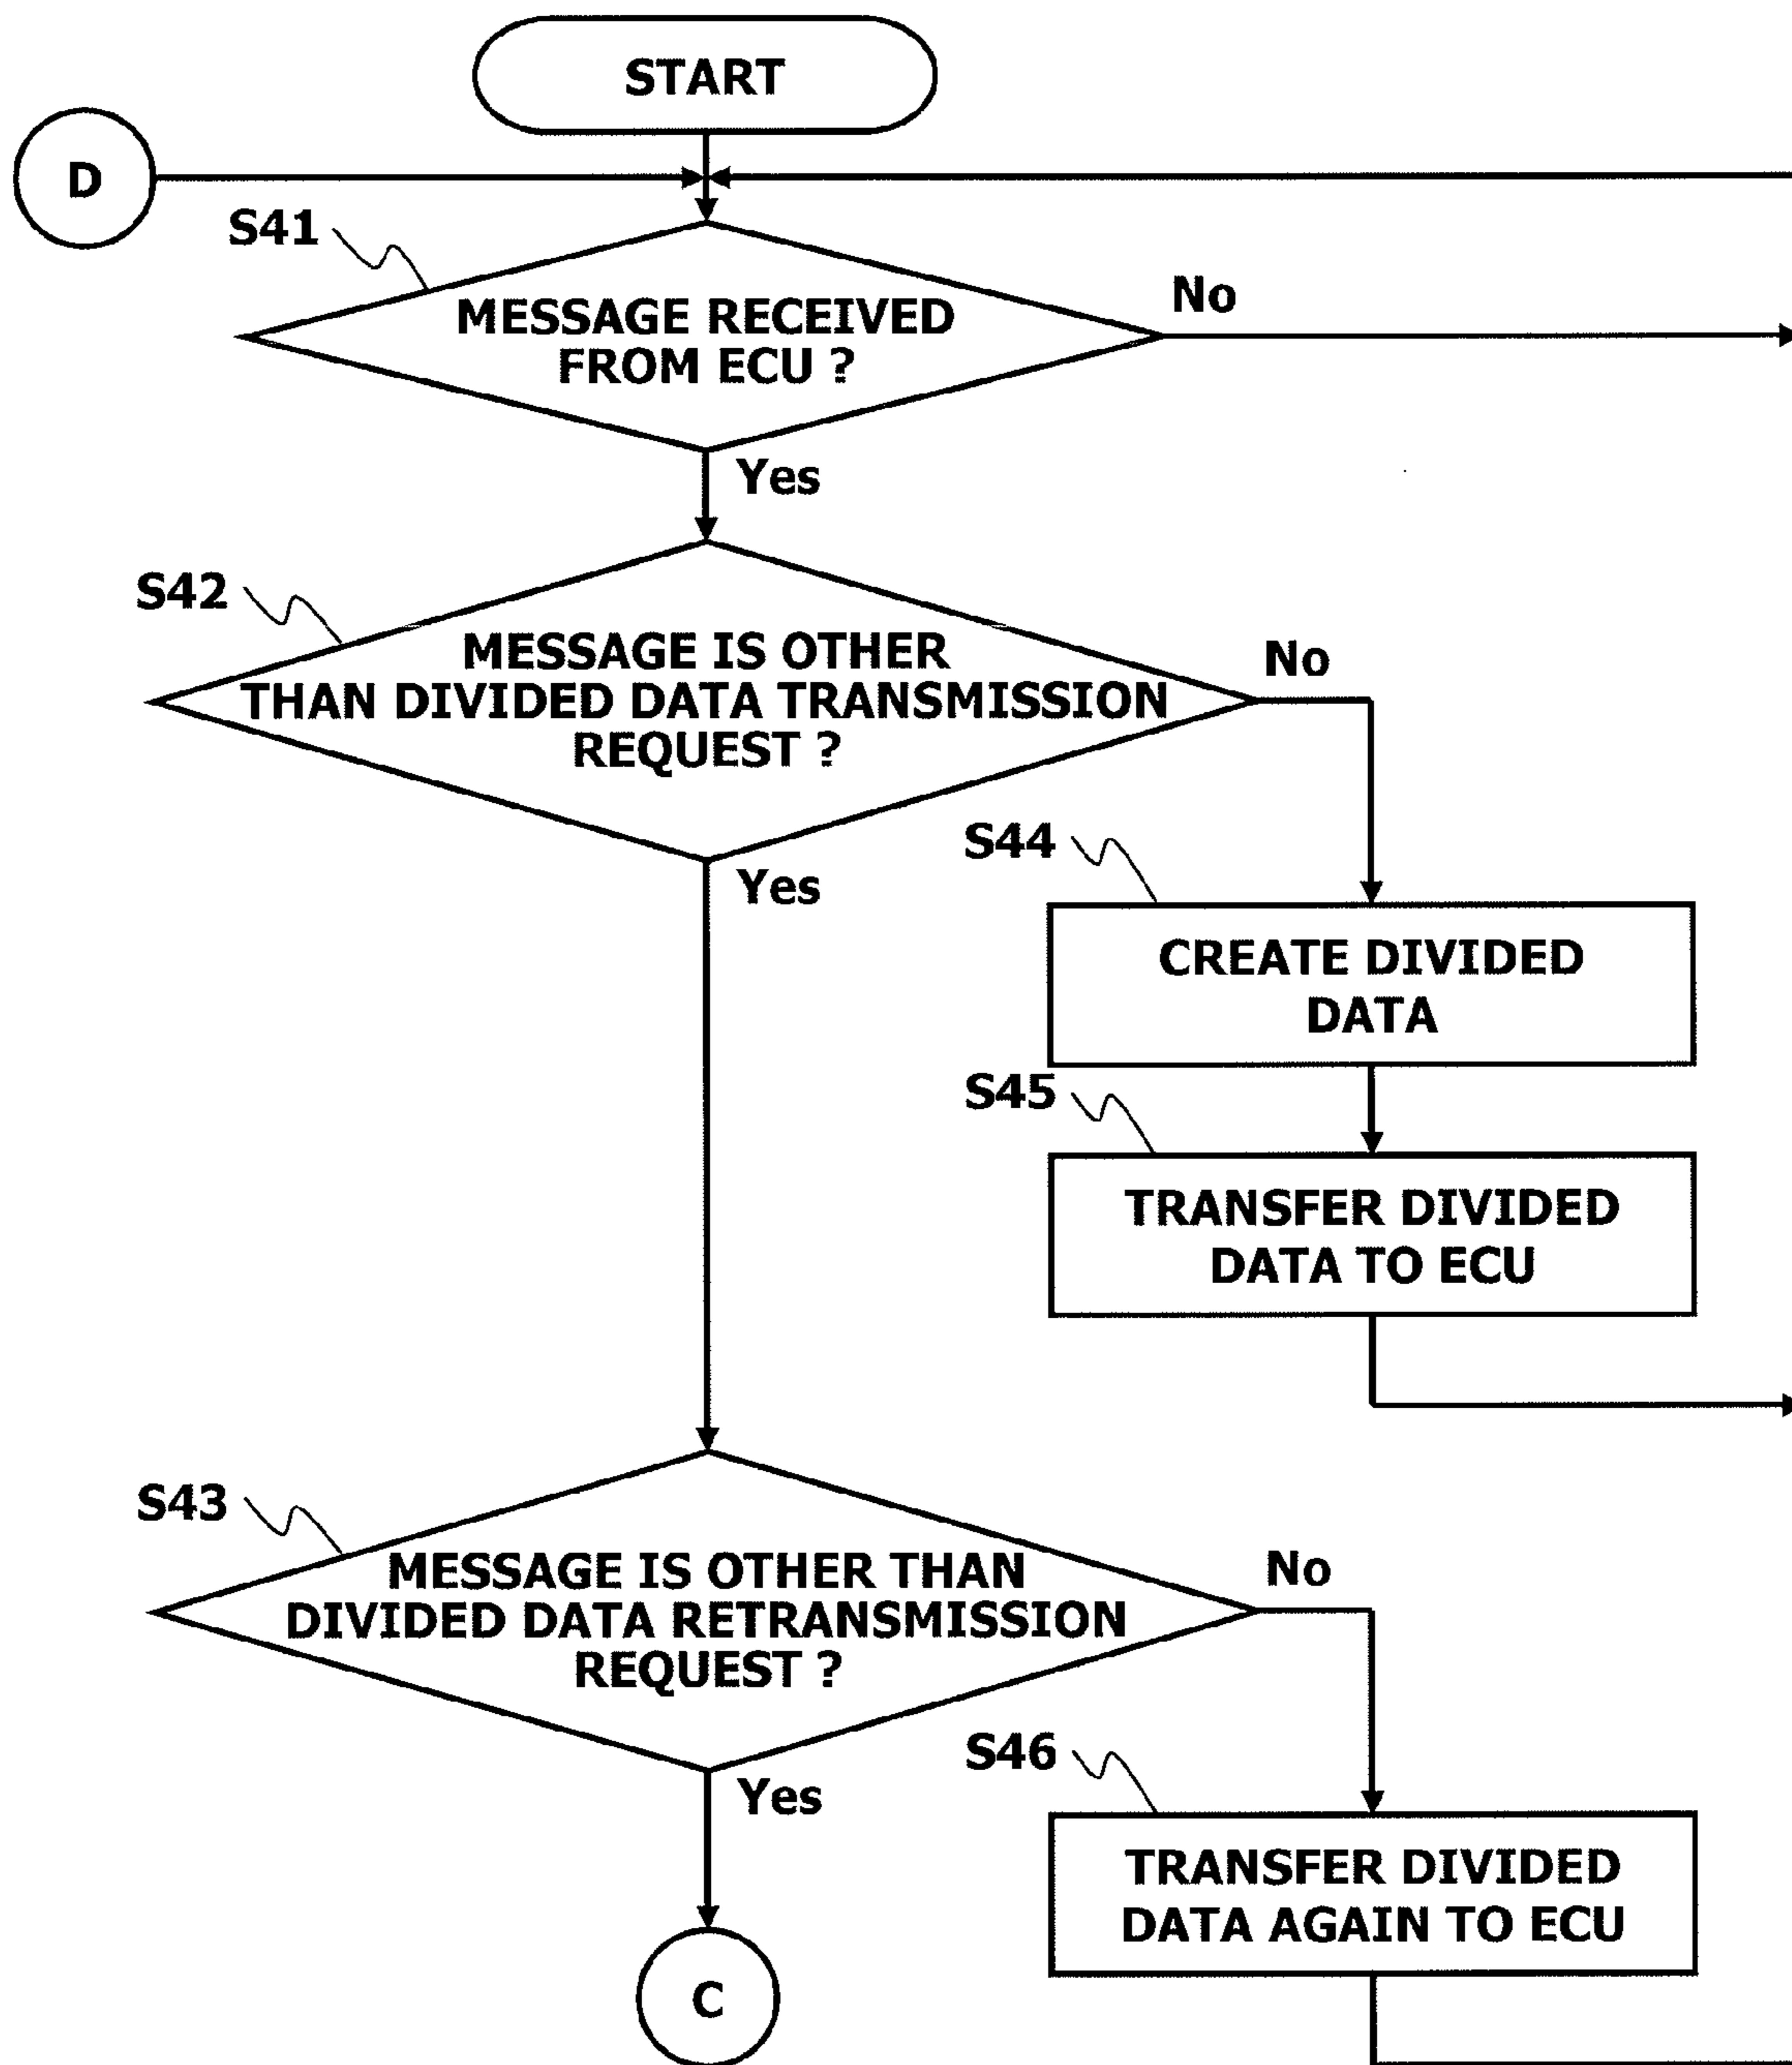 START
D
S41
MESSAGE RECEIVED
FROM ECU ?
No
Yes
S42
MESSAGE IS OTHER
THAN DIVIDED DATA TRANSMISSION
REQUEST ?
No
Yes
S44
CREATE DIVIDED
DATA
S45
TRANSFER DIVIDED
DATA TO ECU
S43
MESSAGE IS OTHER THAN
DIVIDED DATA RETRANSMISSION
REQUEST ?
No
Yes
S46
TRANSFER DIVIDED
DATA AGAIN TO ECU
C